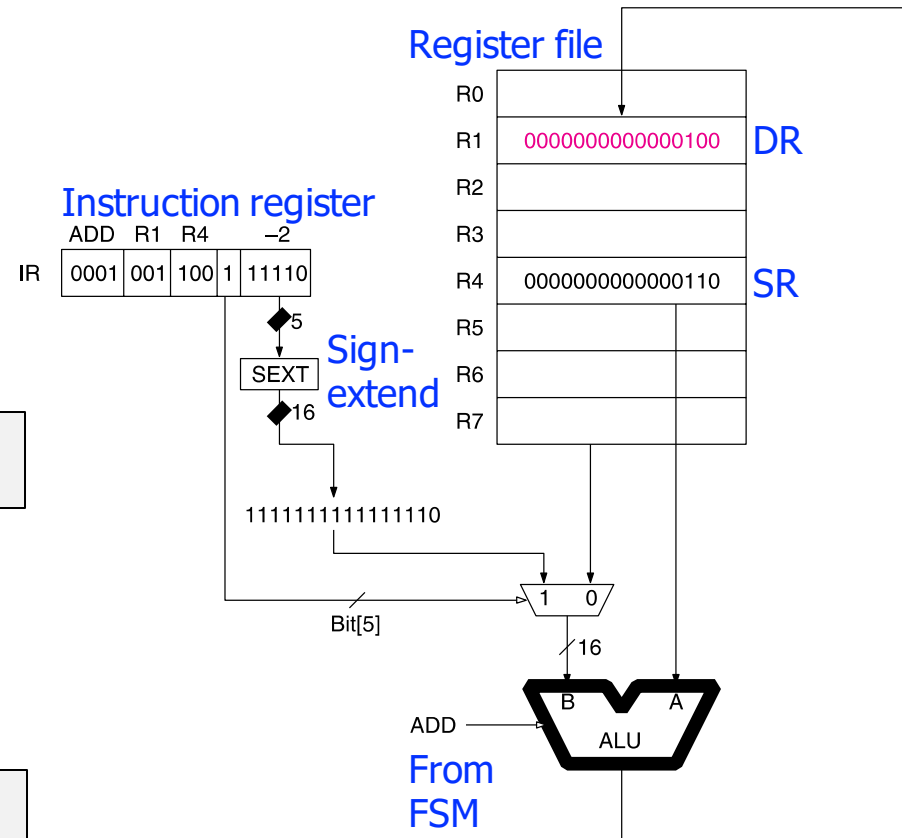 Register file
R0
R1 0000000000000100 DR
R2
Instruction register
ADD R1 R4 –2
R3
IR 0001 001 100 1 11110
R4 0000000000000110 SR
5
R5
Sign-
extend
SEXT
R6
16
R7
1111111111111110
1 0
Bit[5]
16
B A
ADD
ALU
From
FSM